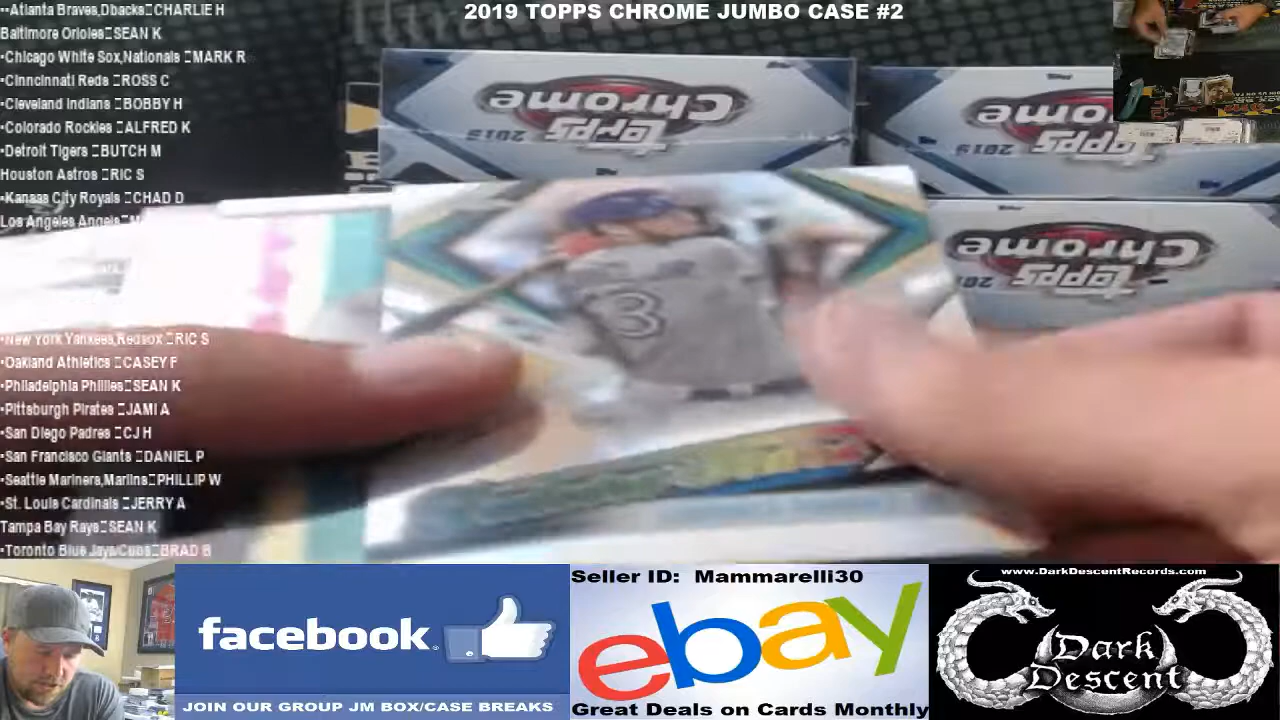 2019 TOPPS CHROME JUMBO CASE #2
••Atlanta Braves,Dbacks□CHARLIE H
Baltimore Orioles□SEAN K
•Chicago White Sox,Nationals □MARK R
•Cinncinnati Reds □ROSS C
•Cleveland Indians □BOBBY H
•Colorado Rockies □ALFRED K
•Detroit Tigers □BUTCH M
Houston Astros □RIC S
•Kansas City Royals □CHAD D
Los Angeles Angels
•New York Yankees,Redsox □RIC S
•Oakland Athletics □CASEY F
•Philadelphia Phillies□SEAN K
•Pittsburgh Pirates □JAMI A
•San Diego Padres □CJ H
•San Francisco Giants □DANIEL P
•Seattle Mariners,Marlins□PHILLIP W
•St. Louis Cardinals □JERRY A
Tampa Bay Rays□SEAN K
•Toronto Blue Jays/Cubs□BRAD B
2019 Topps Chrome
2019 Topps Chrome
Topps Chrome
3
facebook
JOIN OUR GROUP JM BOX/CASE BREAKS
Seller ID: Mammarelli30
ebay
Great Deals on Cards Monthly
www.DarkDescentRecords.com
Dark
Descent